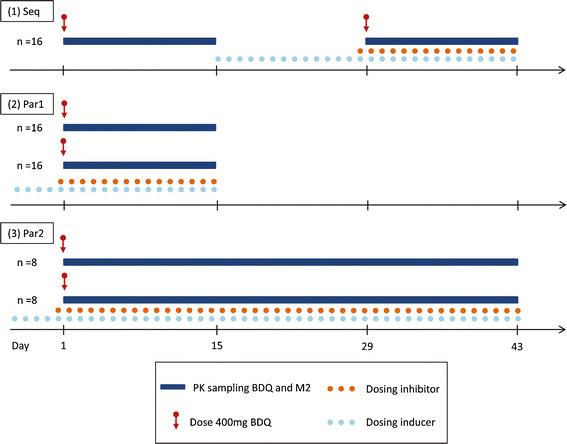 (1) Seq
n =16
(2) Par1
n =16
n =16
(3) Par2
n =8
n =8
Day 1 15 29 43
PK sampling BDQ and M2 Dosing inhibitor
Dose 400mg BDQ Dosing inducer